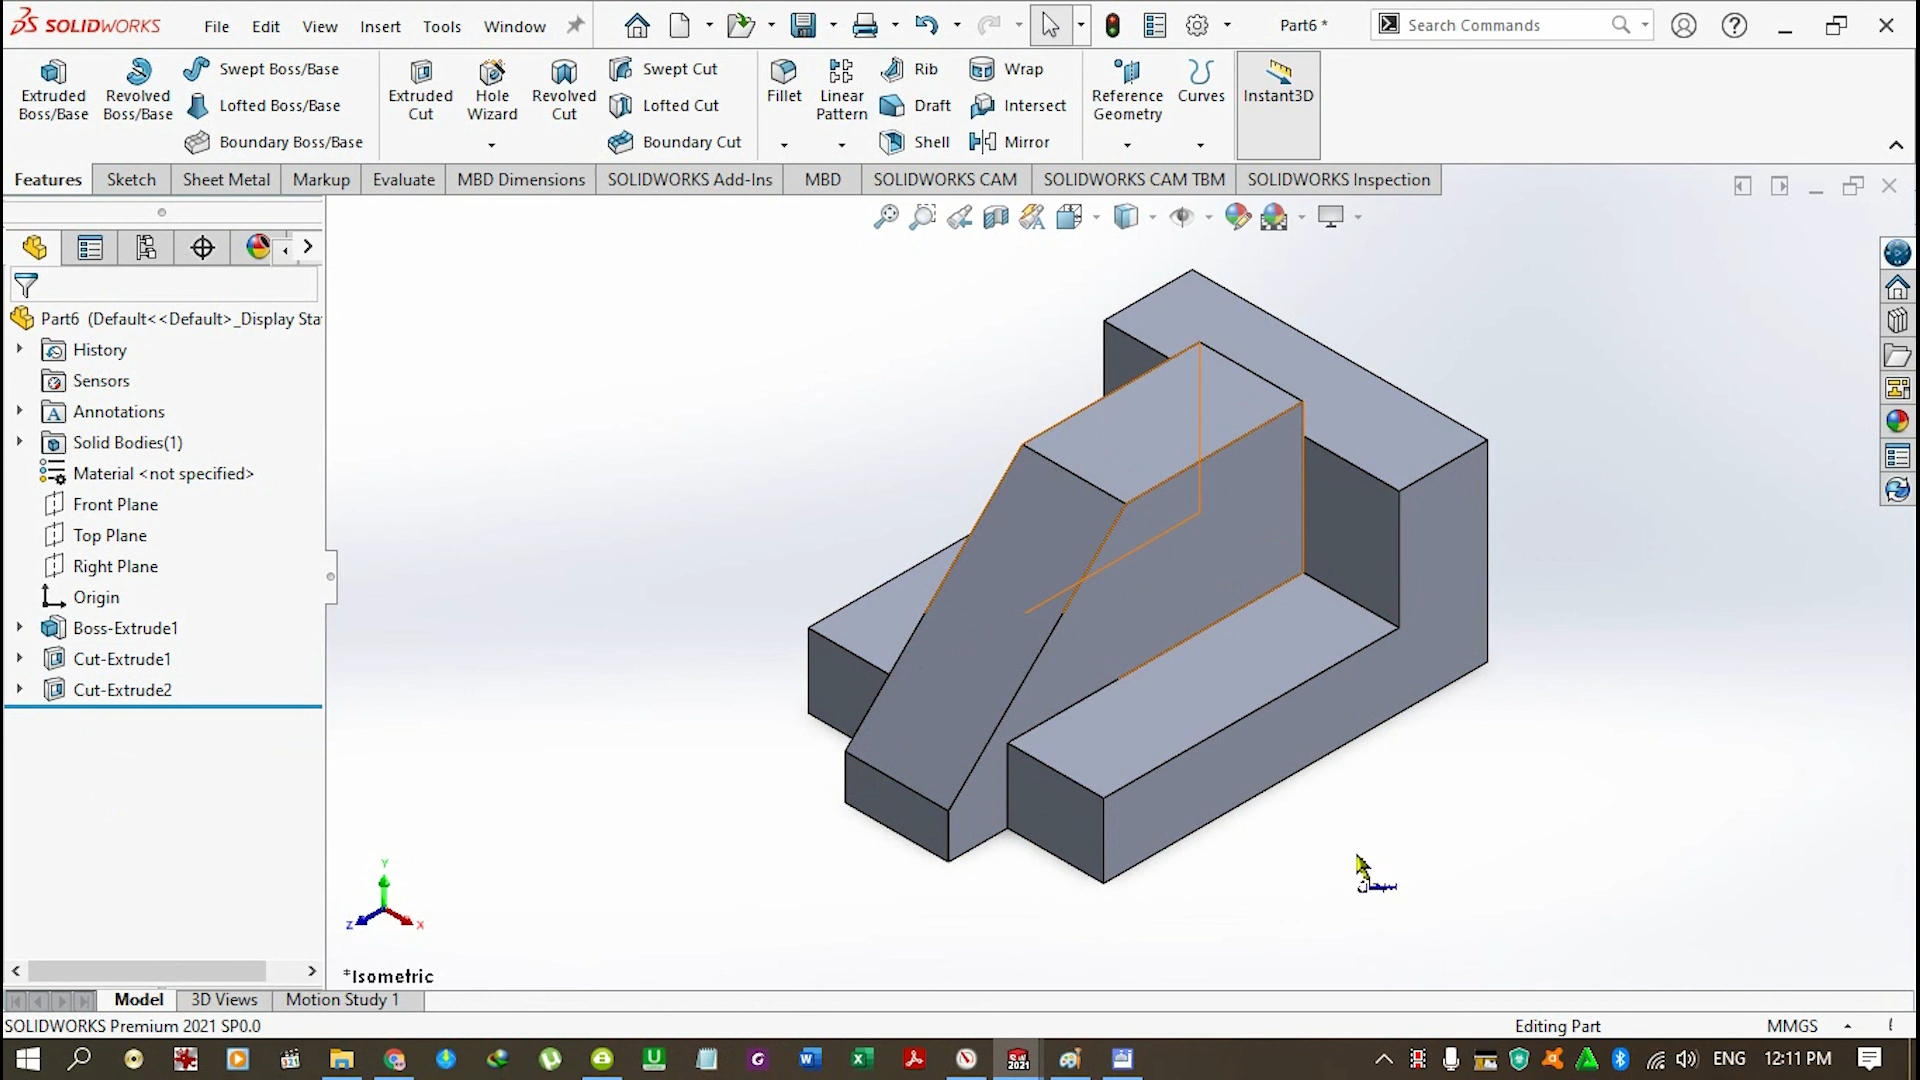 SOLIDWORKS File Edit View Insert Tools Window Part6 * Search Commands
Extruded Boss/Base
Revolved Boss/Base
Swept Boss/Base
Lofted Boss/Base
Boundary Boss/Base
Extruded Cut
Hole Wizard
Revolved Cut
Swept Cut
Lofted Cut
Boundary Cut
Fillet
Linear Pattern
Rib
Draft
Shell
Wrap
Intersect
Mirror
Reference Geometry
Curves
Instant3D
Features Sketch Sheet Metal Markup Evaluate MBD Dimensions SOLIDWORKS Add-Ins MBD SOLIDWORKS CAM SOLIDWORKS CAM TBM SOLIDWORKS Inspection
Part6 (Default<<Default>_Display Sta
History
Sensors
Annotations
Solid Bodies(1)
Material <not specified>
Front Plane
Top Plane
Right Plane
Origin
Boss-Extrude1
Cut-Extrude1
Cut-Extrude2
Y
Z
X
*Isometric
Model 3D Views Motion Study 1
SOLIDWORKS Premium 2021 SP0.0 Editing Part MMGS
ENG 12:11 PM